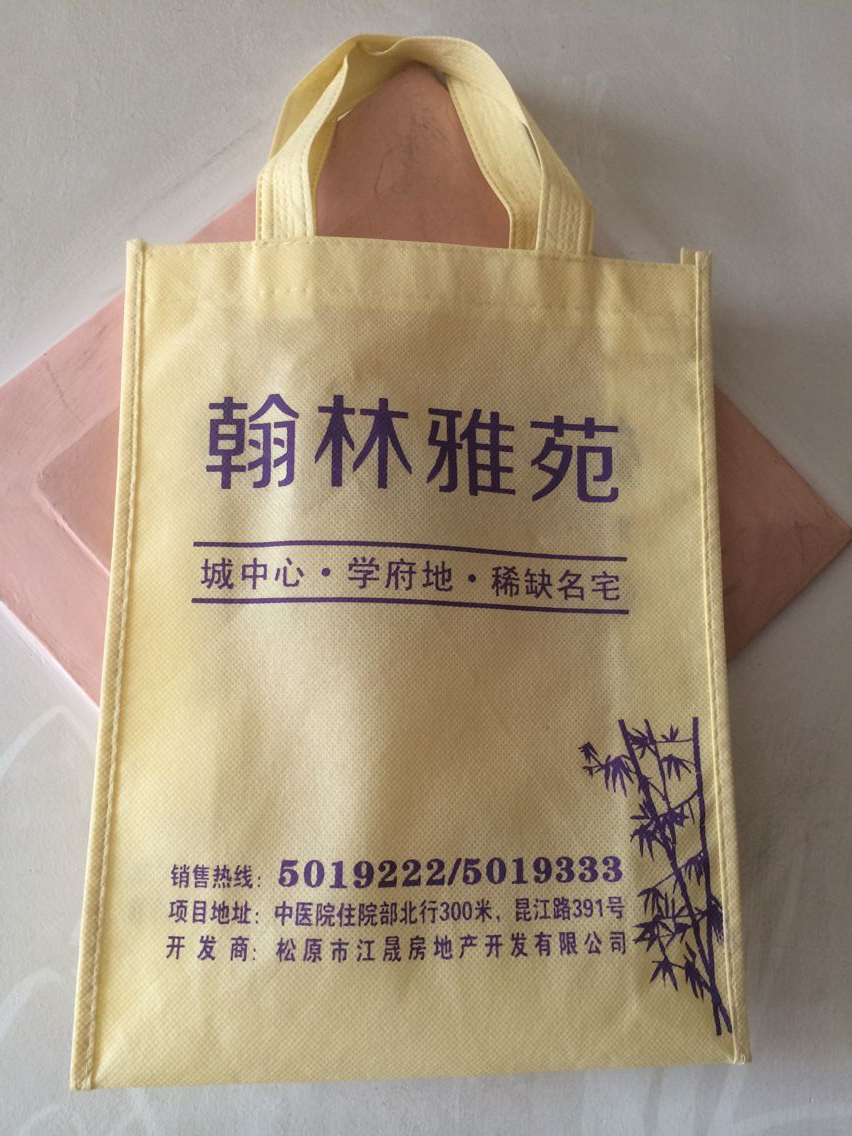 翰林雅苑
城中心·学府地·稀缺名宅
销售热线：5019222/5019333
项目地址：中医院住院部北行300米，昆江路391号
开发商：松原市江晟房地产开发有限公司